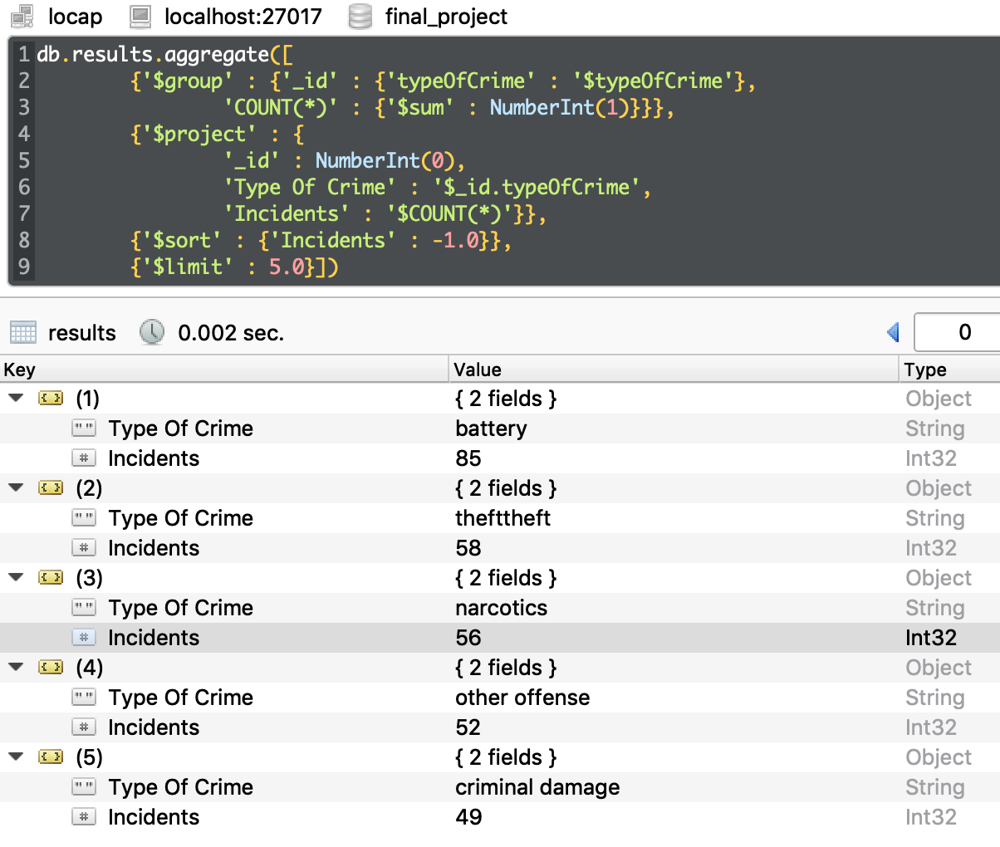 locap localhost:27017 final_project
1 db.results.aggregate([
2 {'$group' : {'_id' : {'typeOfCrime' : '$typeOfCrime'},
3 'COUNT(*)' : {'$sum' : NumberInt(1)}}},
4 {'$project' : {
5 '_id' : NumberInt(0),
6 'Type Of Crime' : '$_id.typeOfCrime',
7 'Incidents' : '$COUNT(*)'}},
8 {'$sort' : {'Incidents' : -1.0}},
9 {'$limit' : 5.0}])
results 0.002 sec. 0
Key Value Type
(1) { 2 fields } Object
Type Of Crime battery String
Incidents 85 Int32
(2) { 2 fields } Object
Type Of Crime thefttheft String
Incidents 58 Int32
(3) { 2 fields } Object
Type Of Crime narcotics String
Incidents 56 Int32
(4) { 2 fields } Object
Type Of Crime other offense String
Incidents 52 Int32
(5) { 2 fields } Object
Type Of Crime criminal damage String
Incidents 49 Int32